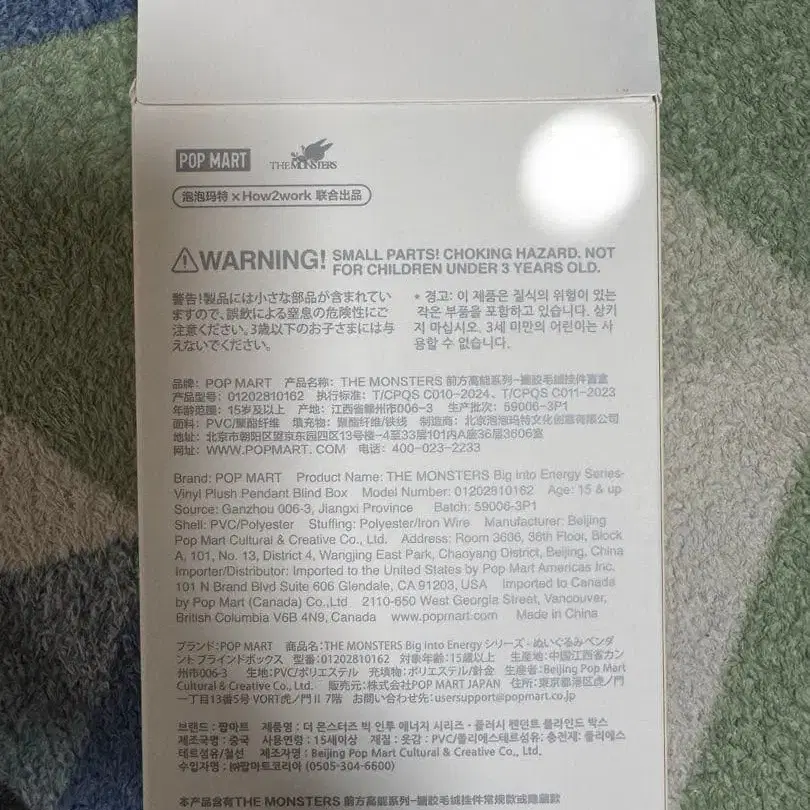 POP MART THE MONSTERS
泡泡玛特 × How2work 联合出品
WARNING! SMALL PARTS! CHOKING HAZARD. NOT
FOR CHILDREN UNDER 3 YEARS OLD.
警告!製品には小さな部品が含まれてい
ますので、誤飲による窒息の危険性にご
注意ください。3歳以下のお子さまには与
えないでください。
* 경고: 이 제품은 질식의 위험이 있는
작은 부품을 포함하고 있습니다. 삼키
지 마십시오. 3세 미만의 어린이는 사
용할 수 없습니다.
品牌: POP MART 产品名称: THE MONSTERS 前方高能系列-搪胶毛绒挂件盲盒
产品型号: 01202810162 执行标准: T/CPQS C010-2024、T/CPQS C011-2023
年龄范围: 15岁及以上 产地: 江西省赣州市006-3 生产批次: 59006-3P1
面料: PVC/聚酯纤维 填充物: 聚酯纤维/铁线 制造商: 北京泡泡玛特文化创意有限公司
地址: 北京市朝阳区望京东园四区13号楼-4至33层101内A座36层3606室
网址: WWW.POPMART.COM 电话: 400-023-2233
Brand: POP MART Product Name: THE MONSTERS Big into Energy Series-
Vinyl Plush Pendant Blind Box Model Number: 01202810162 Age: 15 & up
Source: Ganzhou 006-3, Jiangxi Province Batch: 59006-3P1
Shell: PVC/Polyester Stuffing: Polyester/Iron Wire Manufacturer: Beijing
Pop Mart Cultural & Creative Co., Ltd. Address: Room 3606, 36th Floor, Block
A, 101, No. 13, District 4, Wangjing East Park, Chaoyang District, Beijing, China
Importer/Distributor: Imported to the United States by Pop Mart Americas Inc.
101 N Brand Blvd Suite 606 Glendale, CA 91203, USA Imported to Canada
by Pop Mart (Canada) Co.,Ltd 2110-650 West Georgia Street, Vancouver,
British Columbia V6B 4N9, Canada www.popmart.com Made in China
ブランド:POP MART 商品名:THE MONSTERS Big into Energy シリーズ - ぬいぐるみペンダ
ント ブラインドボックス 型番:01202810162 対象年齢:15歳以上 生産地:中国江西省カン
州市006-3 生地:PVC/ポリエステル 充填物:ポリエステル/針金 生産者:Beijing Pop Mart
Cultural & Creative Co., Ltd. 販売元:株式会社POP MART JAPAN 住所:東京都港区虎ノ門
一丁目13番5号 VORT虎ノ門II 7階 お問い合わせ先:usersupport@popmart.co.jp
브랜드 : 팝마트 제품명 : 더 몬스터즈 빅 인투 에너지 시리즈 - 플러시 펜던트 블라인드 박스
제조국명 : 중국 사용연령 : 15세이상 재질 : 옷감 : PVC/폴리에스테르섬유; 충전제: 폴리에스
테르섬유/철선 제조자명 : Beijing Pop Mart Cultural & Creative Co., Ltd.
수입자명 : ㈜팝마트코리아 (0505-304-6600)
本产品含有THE MONSTERS 前方高能系列-搪胶毛绒挂件常规款或隐藏款